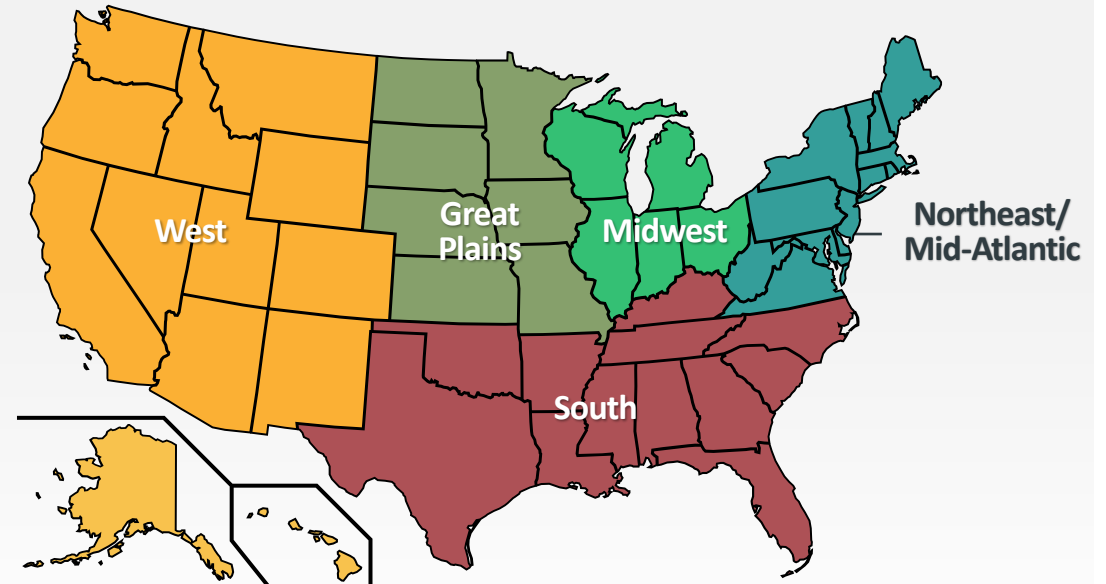 West
Great
Plains
Midwest
Northeast/
Mid-Atlantic
South